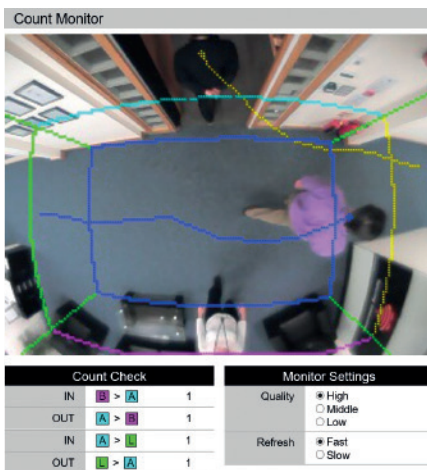 Count Monitor
Count Check
IN B > A 1
OUT A > B 1
IN A > L 1
OUT L > A 1
Monitor Settings
Quality High
Middle
Low
Refresh Fast
Slow